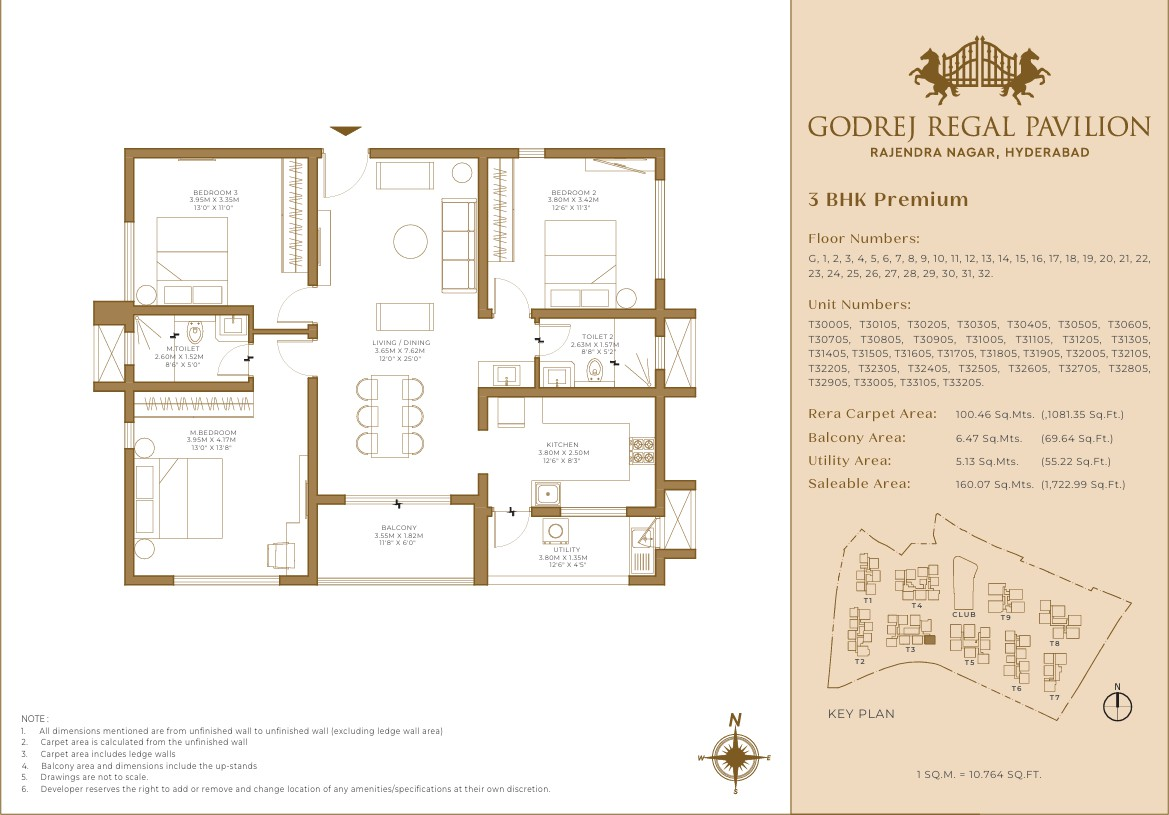 BEDROOM 3
3.95M X 3.35M
13'0" X 11'0"
BEDROOM 2
3.80M X 3.42M
12'6" X 11'3"
M.TOILET
2.60M X 1.52M
8'6" X 5'0"
LIVING / DINING
3.65M X 7.62M
12'0" X 25'0"
TOILET 2
2.63M X 1.57M
8'8" X 5'2"
M.BEDROOM
3.95M X 4.17M
13'0" X 13'8"
KITCHEN
3.80M X 2.50M
12'6" X 8'3"
BALCONY
3.55M X 1.82M
11'8" X 6'0"
UTILITY
3.80M X 1.35M
12'6" X 4'5"
NOTE :
1. All dimensions mentioned are from unfinished wall to unfinished wall (excluding ledge wall area)
2. Carpet area is calculated from the unfinished wall
3. Carpet area includes ledge walls
4. Balcony area and dimensions include the up-stands
5. Drawings are not to scale.
6. Developer reserves the right to add or remove and change location of any amenities/specifications at their own discretion.
N
W E
S
GODREJ REGAL PAVILION
RAJENDRA NAGAR, HYDERABAD
3 BHK Premium
Floor Numbers:
G, 1, 2, 3, 4, 5, 6, 7, 8, 9, 10, 11, 12, 13, 14, 15, 16, 17, 18, 19, 20, 21, 22,
23, 24, 25, 26, 27, 28, 29, 30, 31, 32.
Unit Numbers:
T30005, T30105, T30205, T30305, T30405, T30505, T30605,
T30705, T30805, T30905, T31005, T31105, T31205, T31305,
T31405, T31505, T31605, T31705, T31805, T31905, T32005, T32105,
T32205, T32305, T32405, T32505, T32605, T32705, T32805,
T32905, T33005, T33105, T33205.
Rera Carpet Area: 100.46 Sq.Mts. (,1081.35 Sq.Ft.)
Balcony Area: 6.47 Sq.Mts. (69.64 Sq.Ft.)
Utility Area: 5.13 Sq.Mts. (55.22 Sq.Ft.)
Saleable Area: 160.07 Sq.Mts. (1,722.99 Sq.Ft.)
T1
T4
CLUB
T9
T8
T3
T2
T5
T6
T7
N
KEY PLAN
1 SQ.M. = 10.764 SQ.FT.